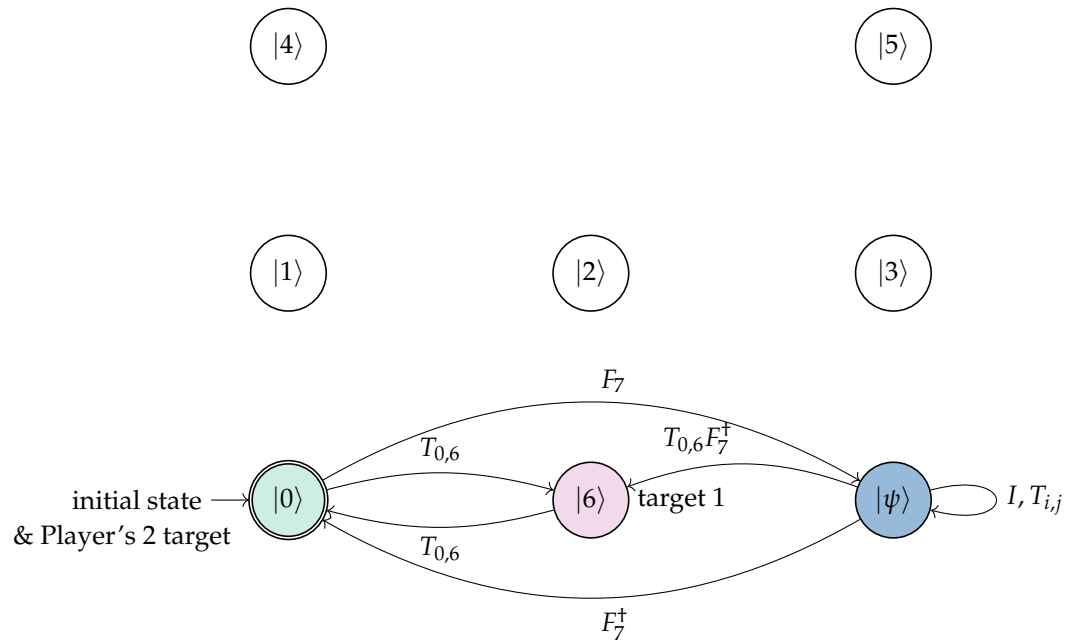 |4⟩
|5⟩
|1⟩
|2⟩
|3⟩
F₇
T₀,₆
T₀,₆F₇†
initial state
& Player's 2 target
|0⟩
|6⟩
target 1
|ψ⟩
I, Tᵢ,ⱼ
T₀,₆
F₇†